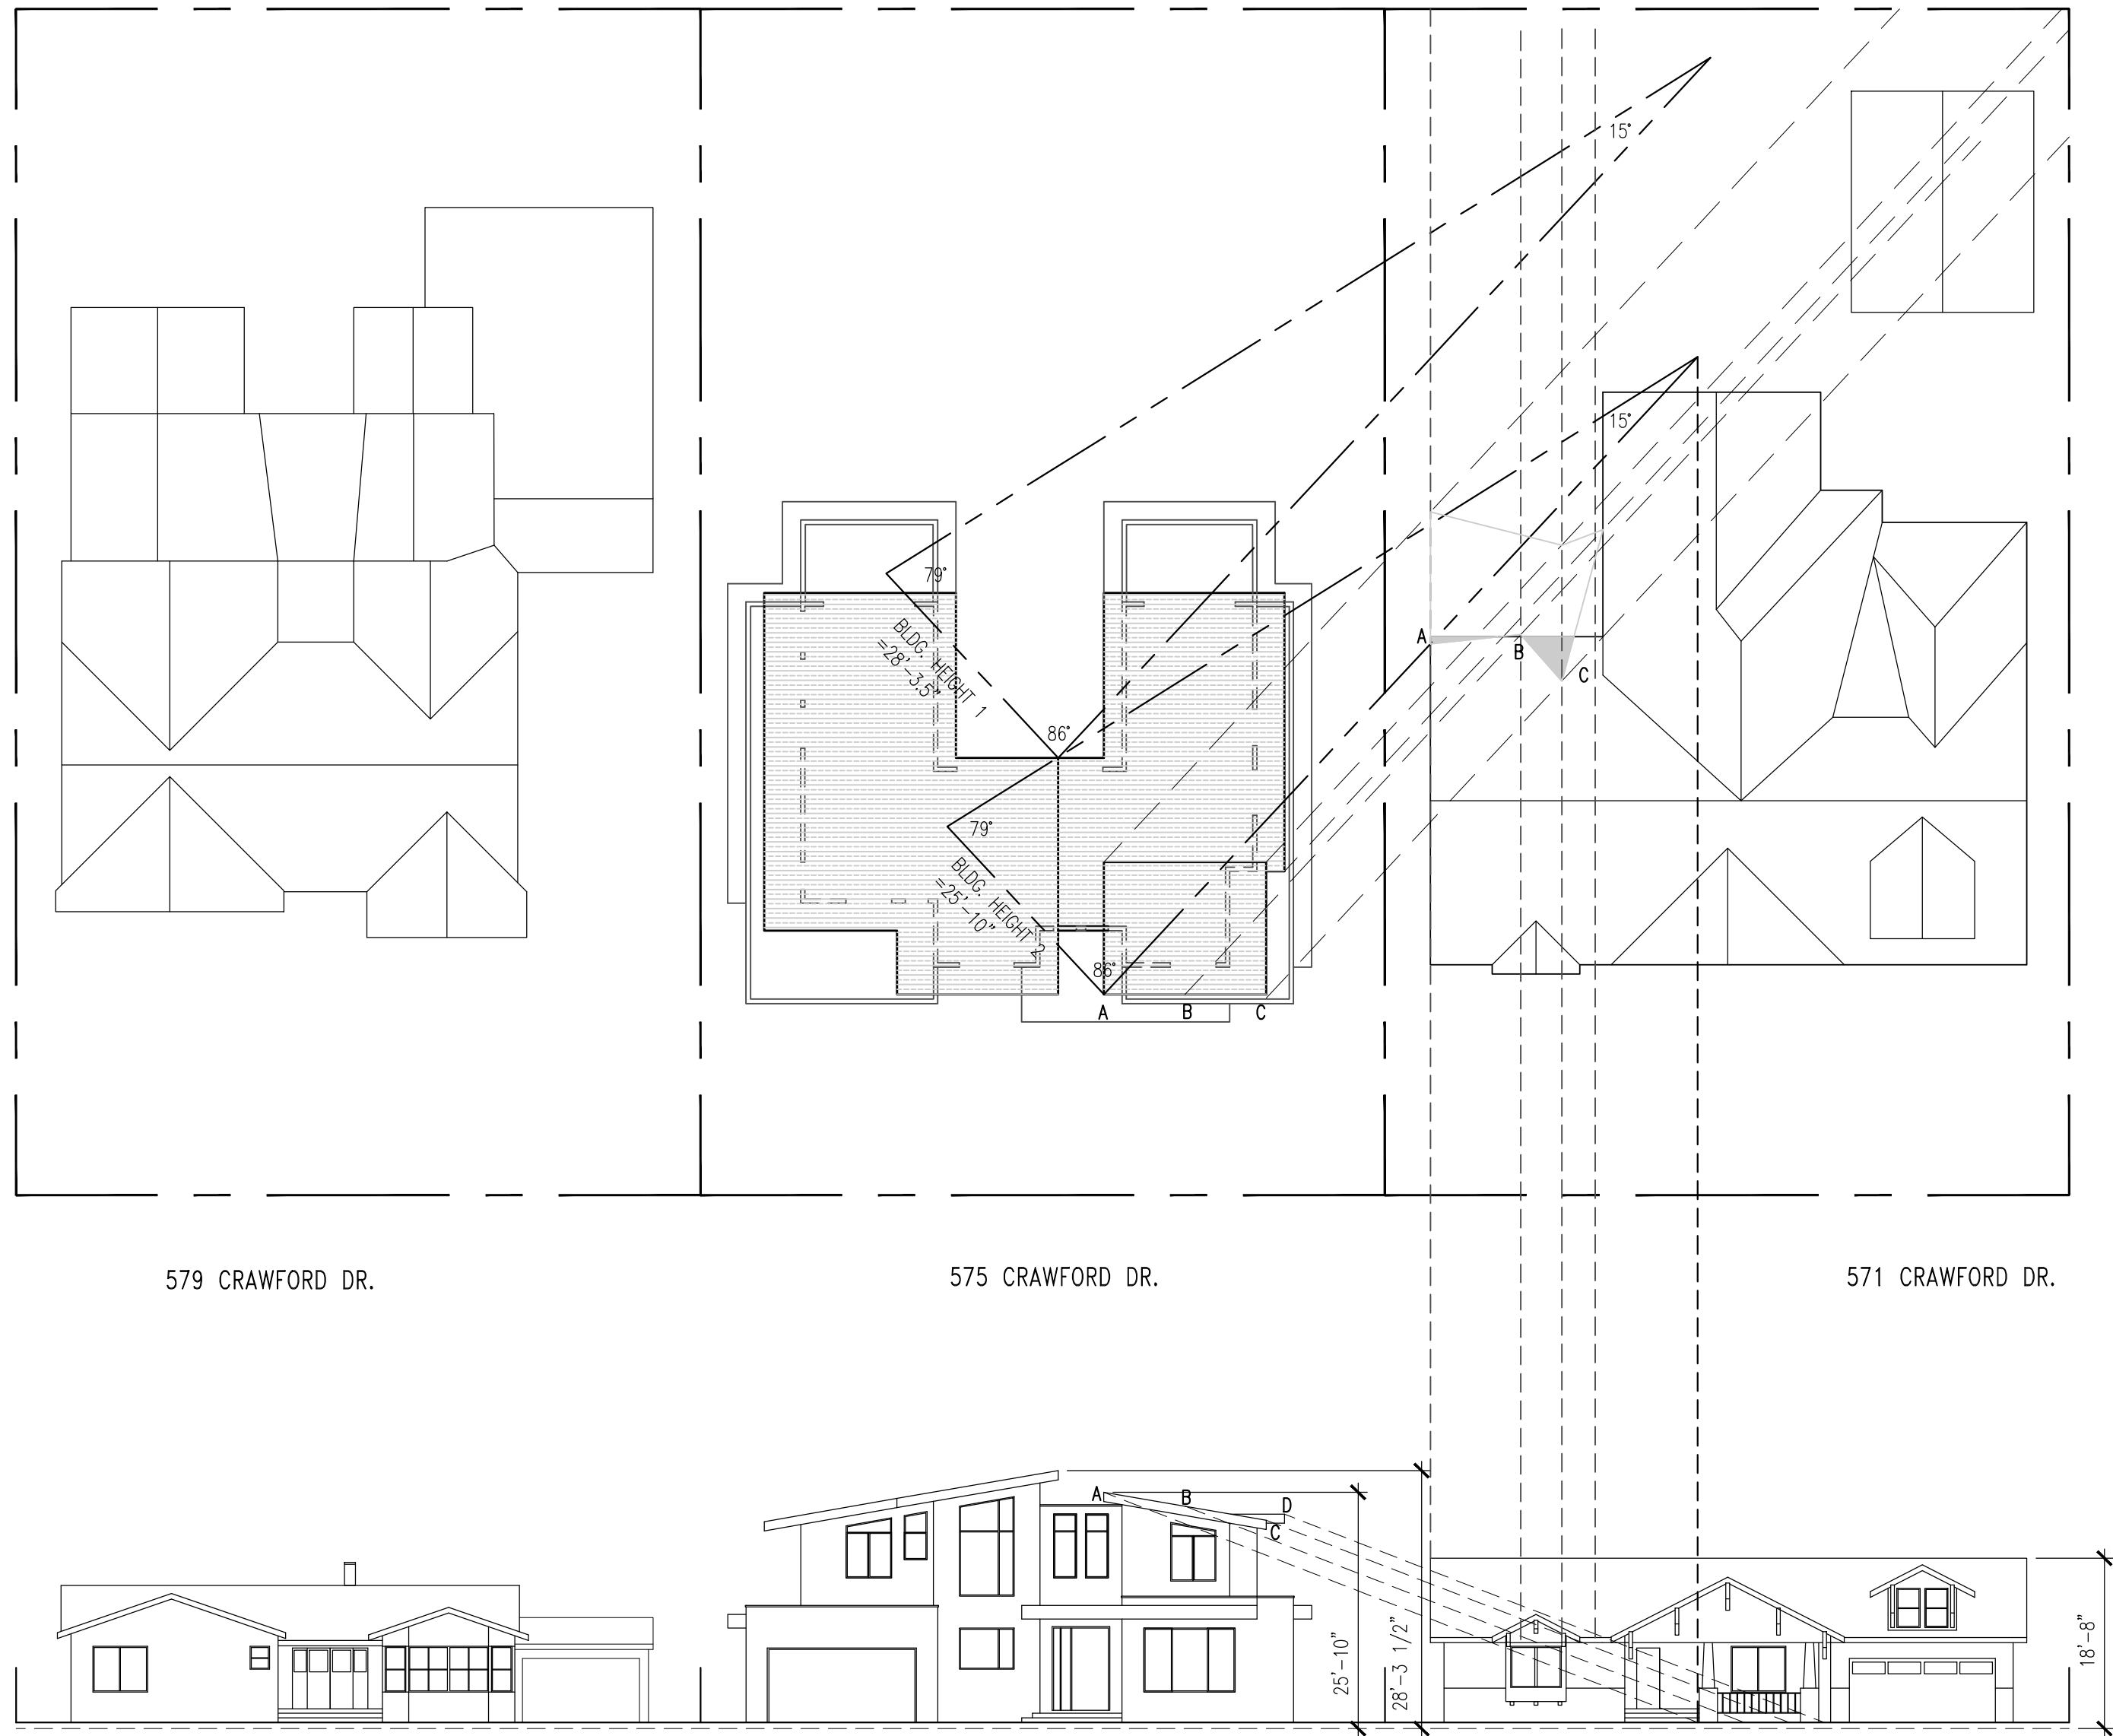 15°
15°
79°
BLDG. HEIGHT 1
=28'-3.5"
86°
79°
BLDG. HEIGHT 2
=25'-10"
86°
A
B
C
A
B
C
579 CRAWFORD DR.
575 CRAWFORD DR.
571 CRAWFORD DR.
A
B
D
C
25'-10"
28'-3 1/2"
18'-8"